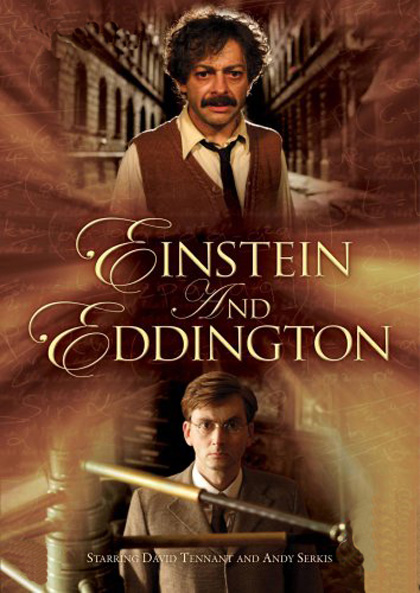 EINSTEIN
AND
EDDINGTON
STARRING DAVID TENNANT AND ANDY SERKIS